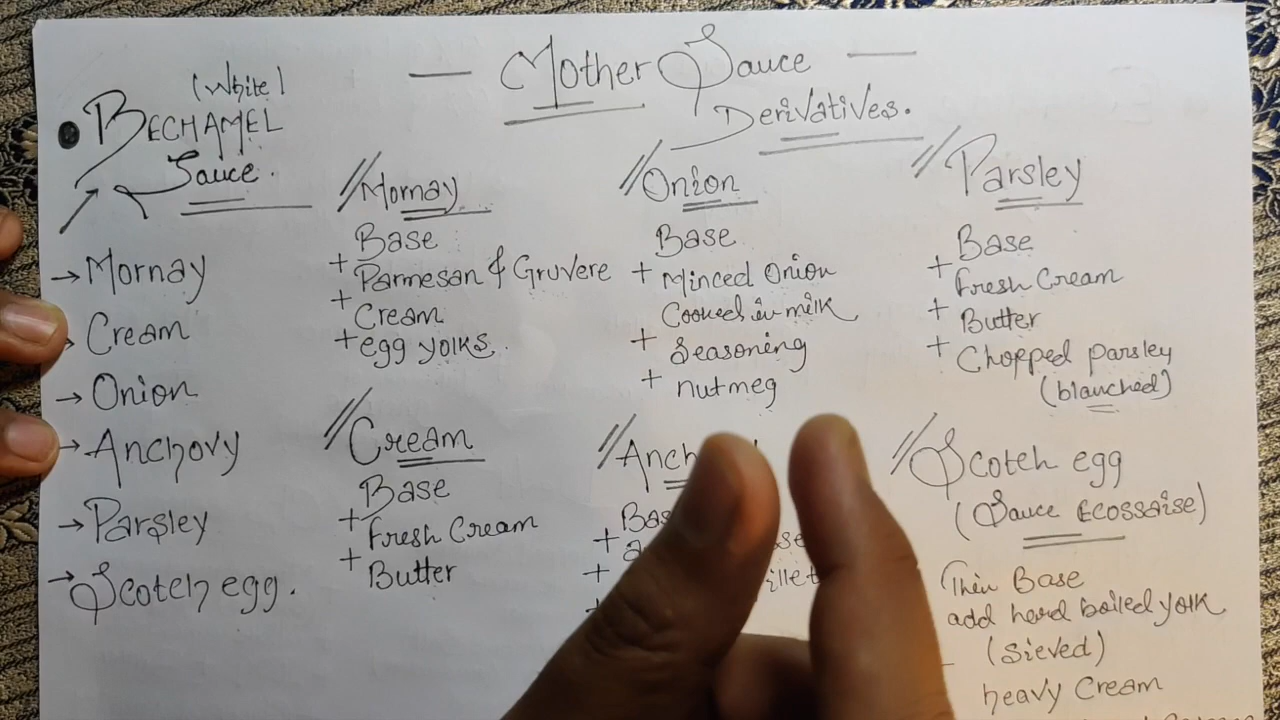 Mother Sauce
Derivatives.
(White)
BECHAMEL
Sauce.
Mornay
Cream
Onion
Anchovy
Parsley
Scotch egg.
Mornay
Base
+ Parmesan & Gruvere
+ Cream
+ egg yolks.
Cream
Base
+ Fresh Cream
+ Butter
Onion
Base
+ Minced Onion
Cooked in milk
+ Seasoning
+ nutmeg
+
+
Parsley
Base
+ Fresh Cream
+ Butter
+ Chopped parsley
(blanched)
Scotch egg
(Sauce Ecossaise)
Thin Base
add hard boiled yolk
(Sieved)
heavy Cream